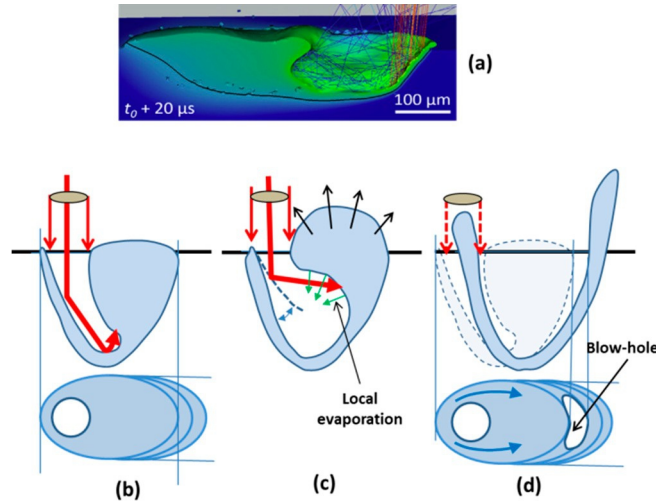 (a)
t₀ + 20 µs
100 µm
Blow-hole
Local
evaporation
(b)
(c)
(d)